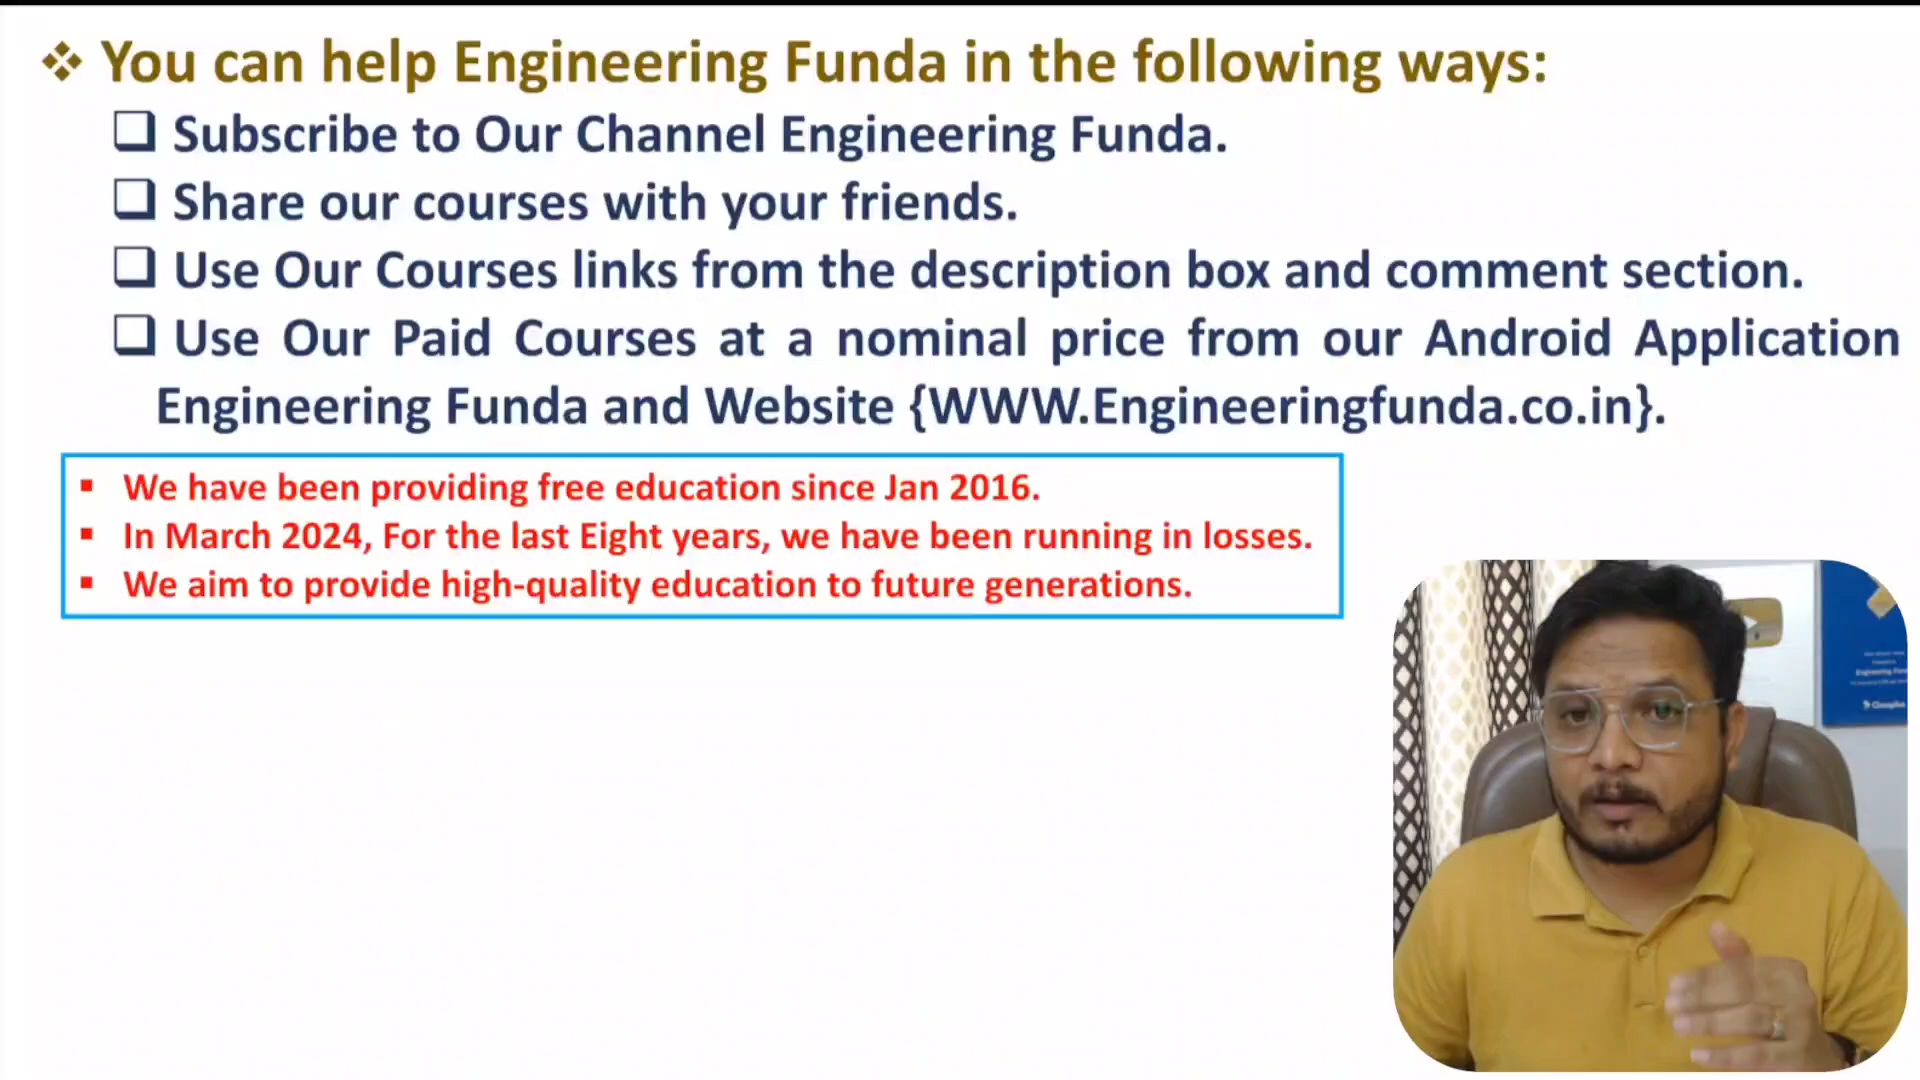 You can help Engineering Funda in the following ways:
Subscribe to Our Channel Engineering Funda.
Share our courses with your friends.
Use Our Courses links from the description box and comment section.
Use Our Paid Courses at a nominal price from our Android Application
Engineering Funda and Website {WWW.Engineeringfunda.co.in}.
We have been providing free education since Jan 2016.
In March 2024, For the last Eight years, we have been running in losses.
We aim to provide high-quality education to future generations.